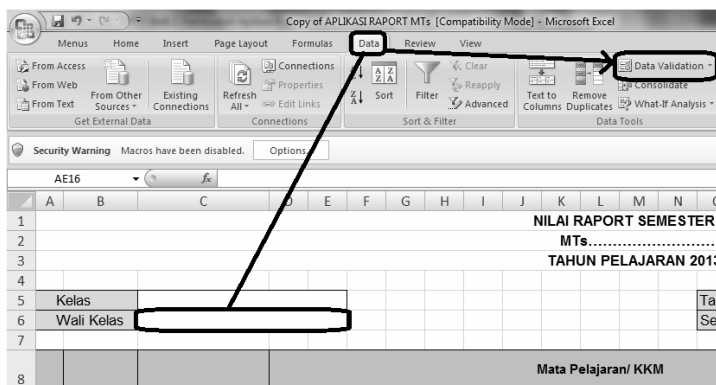 Copy of APLIKASI RAPORT MTs [Compatibility Mode] - Microsoft Excel
Menus Home Insert Page Layout Formulas Data Review View
From Access
From Web
From Text
From Other Sources
Existing Connections
Get External Data
Refresh All
Connections
Properties
Edit Links
Connections
A Z
Z A
Sort
Filter
Clear
Reapply
Advanced
Sort & Filter
Text to Columns
Remove Duplicates
Data Validation
Consolidate
What-If Analysis
Data Tools
Security Warning Macros have been disabled. Options
AE16 fx
A B C D E F G H I J K L M N
1 NILAI RAPORT SEMESTER
2 MTs.........................
3 TAHUN PELAJARAN 2013
4
5 Kelas Ta
6 Wali Kelas Se
7
8 Mata Pelajaran/ KKM